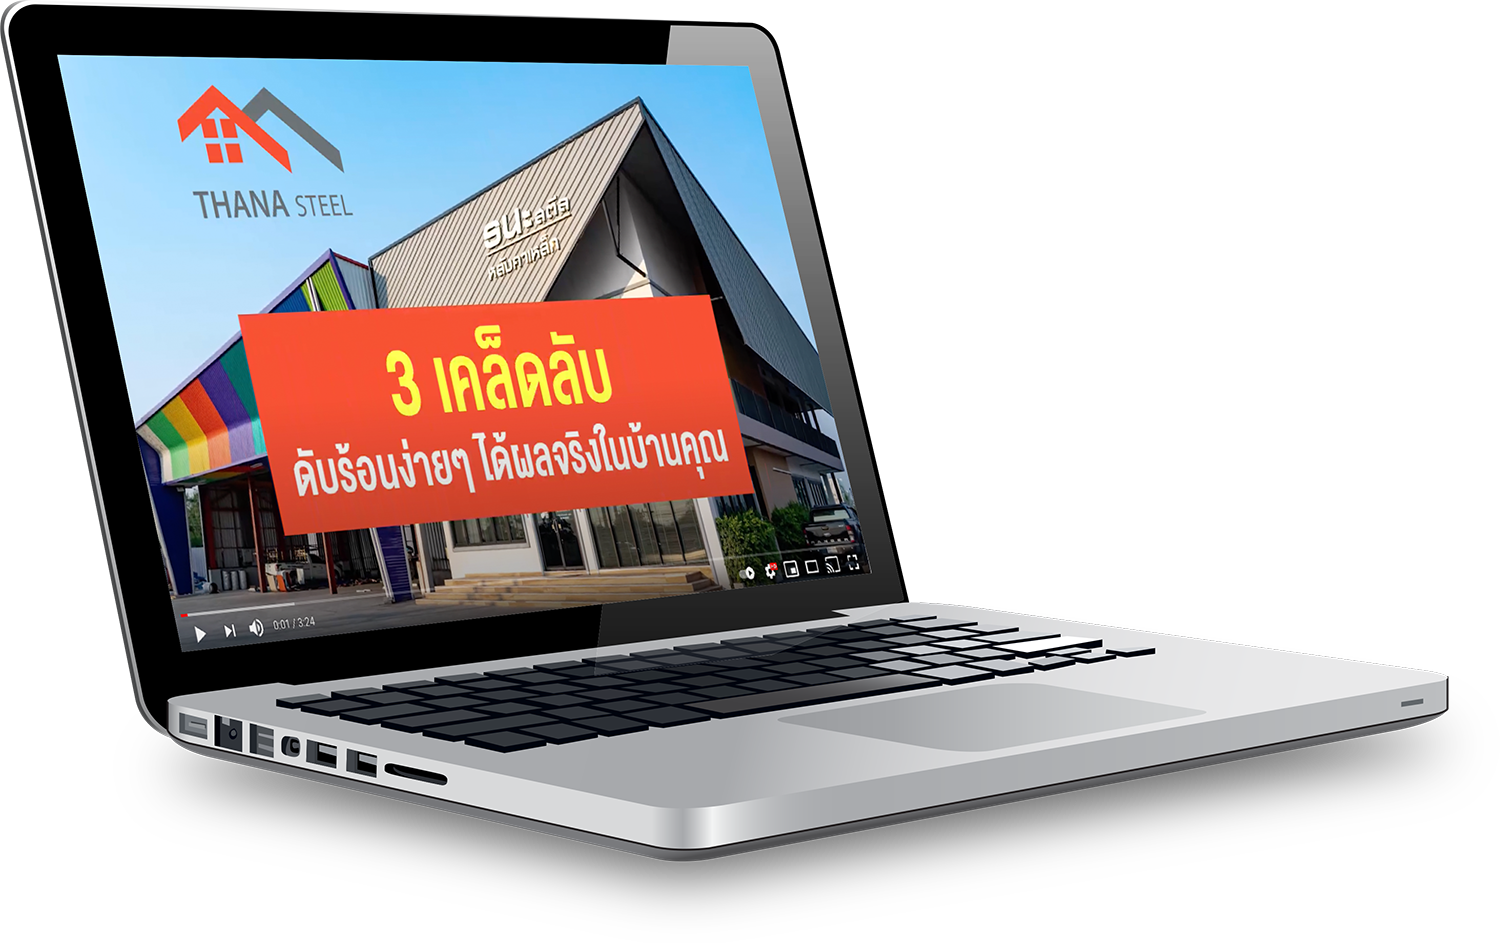 THANA STEEL
ธนะสตีล
หลังคาเหล็ก
3 เคล็ดลับ
ดับร้อนง่ายๆ ได้ผลจริงในบ้านคุณ
0:01 / 3:24